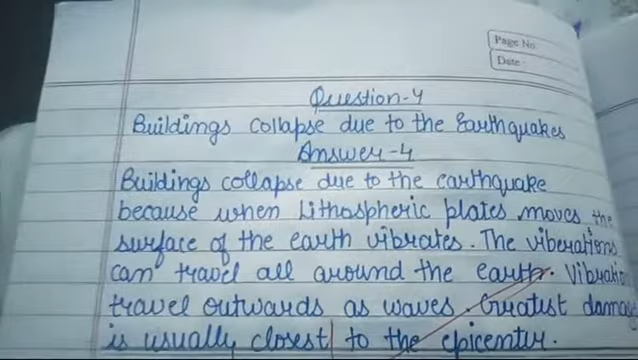 Page No.
Date:
Question-4
Buildings collapse due to the Earthquakes
Answer-4
Buildings collapse due to the earthquake
because when Lithospheric plates moves the
surface of the earth vibrates. The viberations
can travel all around the earth. Vibration
travel outwards as waves. Greatest damage
is usually closest to the epicenter.